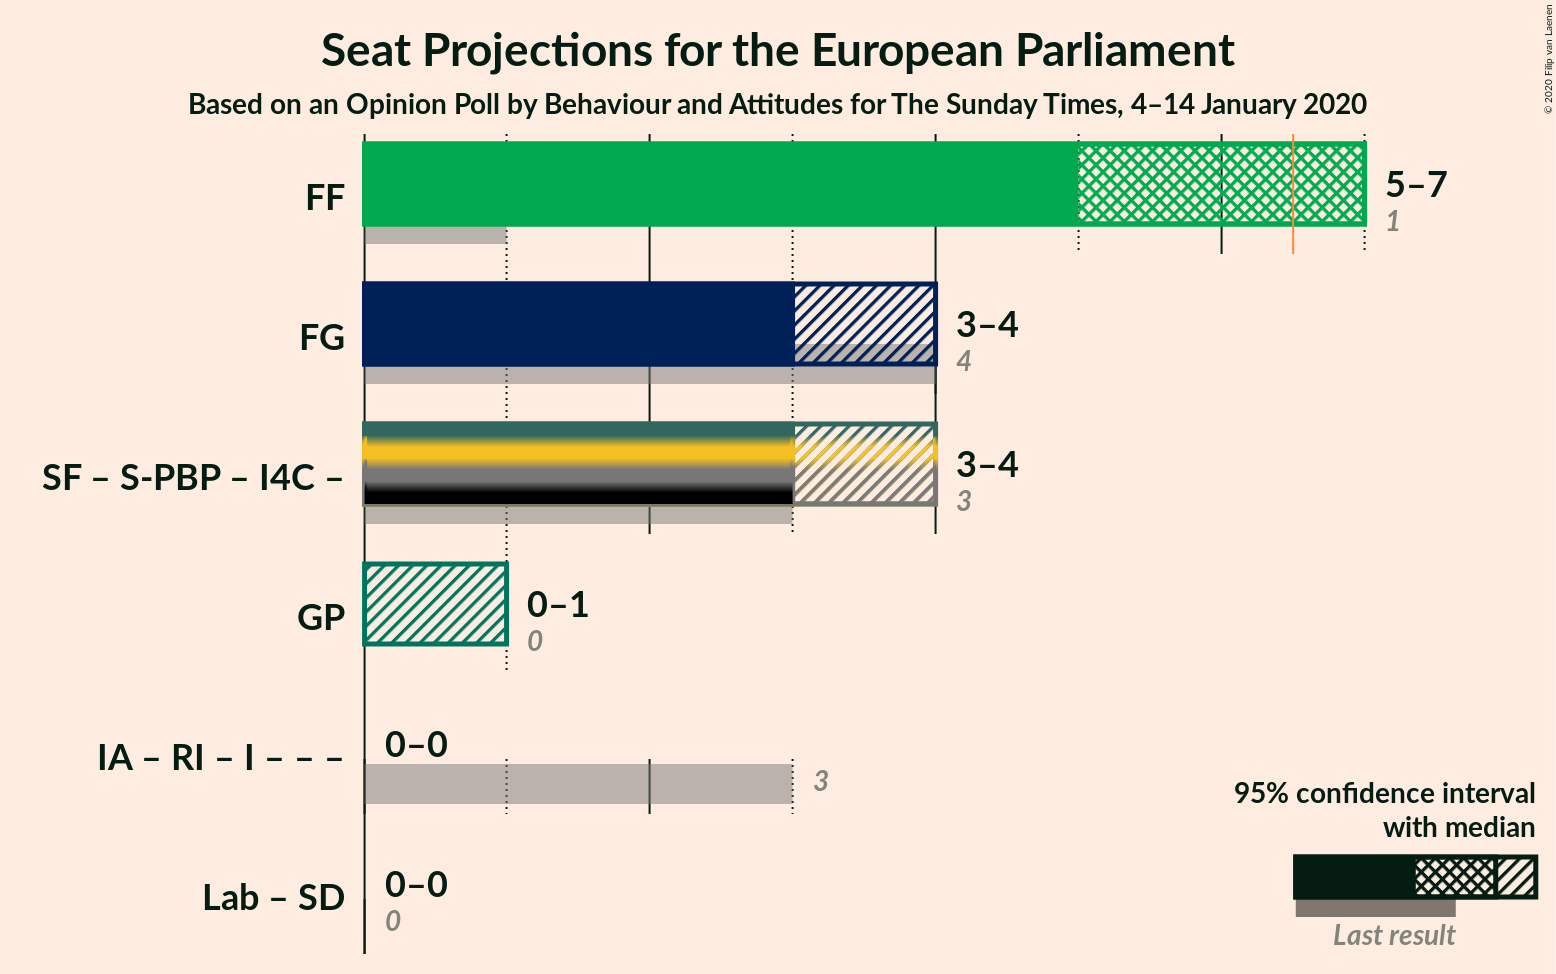 Seat Projections for the European Parliament
Based on an Opinion Poll by Behaviour and Attitudes for The Sunday Times, 4–14 January 2020
© 2020 Filip van Laenen
FF
5–7
1
FG
3–4
4
SF – S-PBP – I4C –
3–4
3
GP
0–1
0
IA – RI – I – – –
0–0
3
Lab – SD
0–0
0
95% confidence interval
with median
Last result